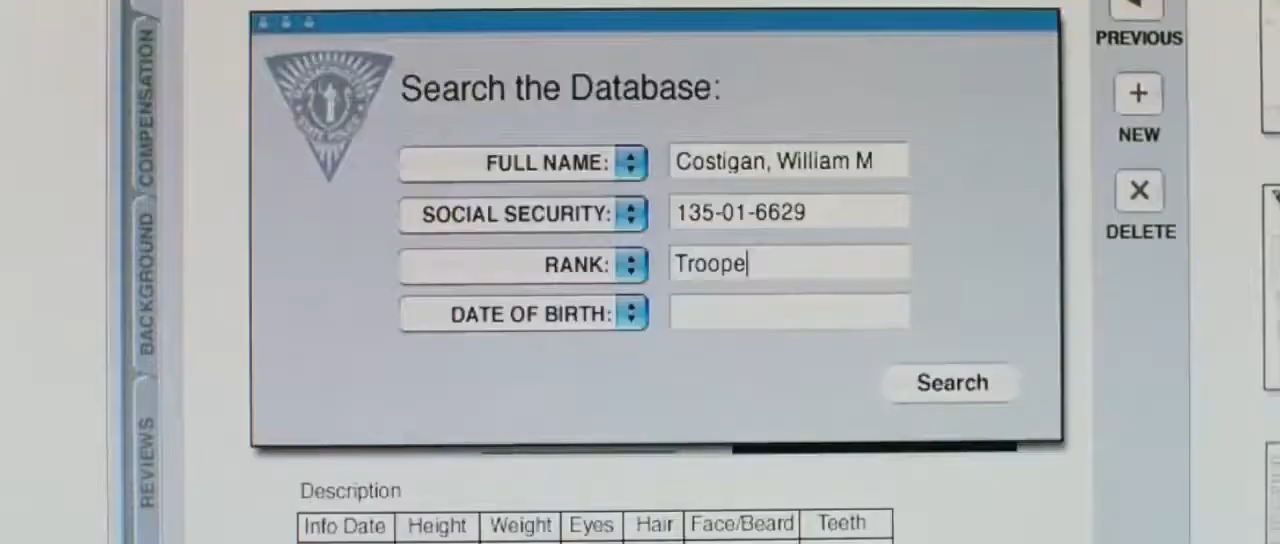 COMPENSATION
BACKGROUND
REVIEWS
Search the Database:
FULL NAME: Costigan, William M
SOCIAL SECURITY: 135-01-6629
RANK: Troope
DATE OF BIRTH:
Search
PREVIOUS
NEW
DELETE
Description
Info Date Height Weight Eyes Hair Face/Beard Teeth